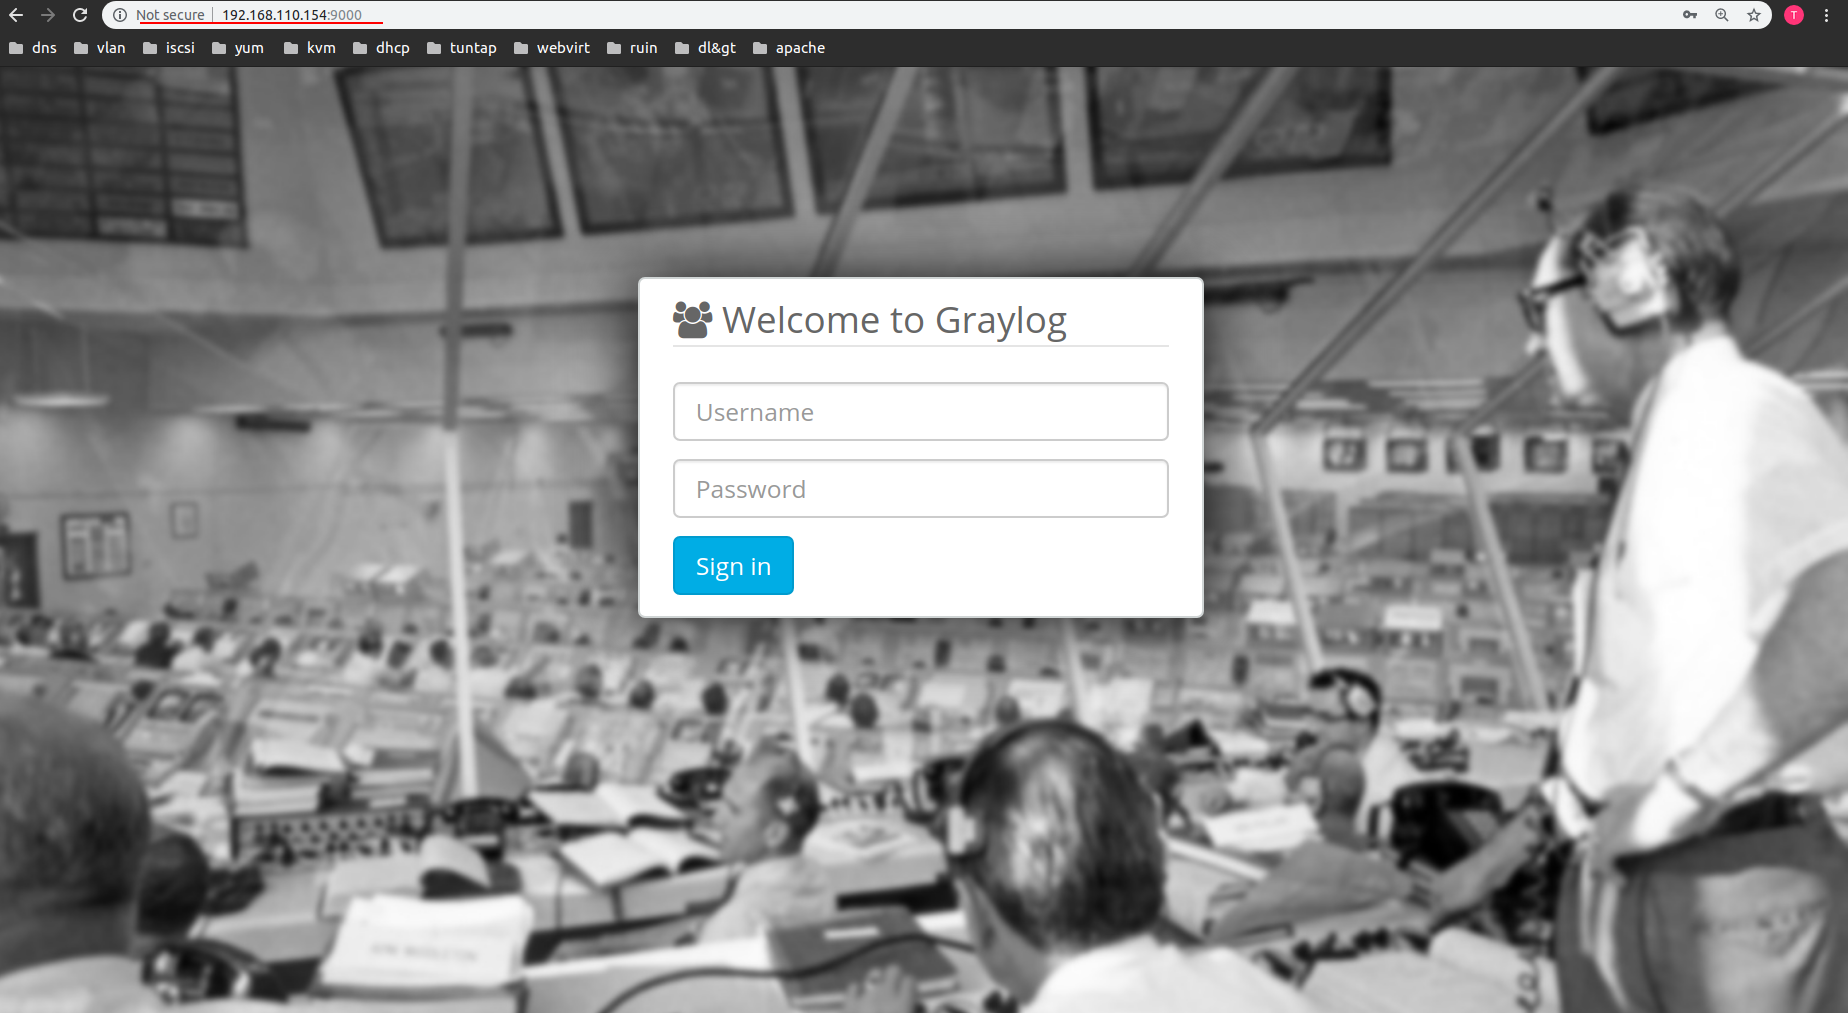 Not secure | 192.168.110.154:9000
T
dns vlan iscsi yum kvm dhcp tuntap webvirt ruin dl&gt apache
Welcome to Graylog
Username
Password
Sign in